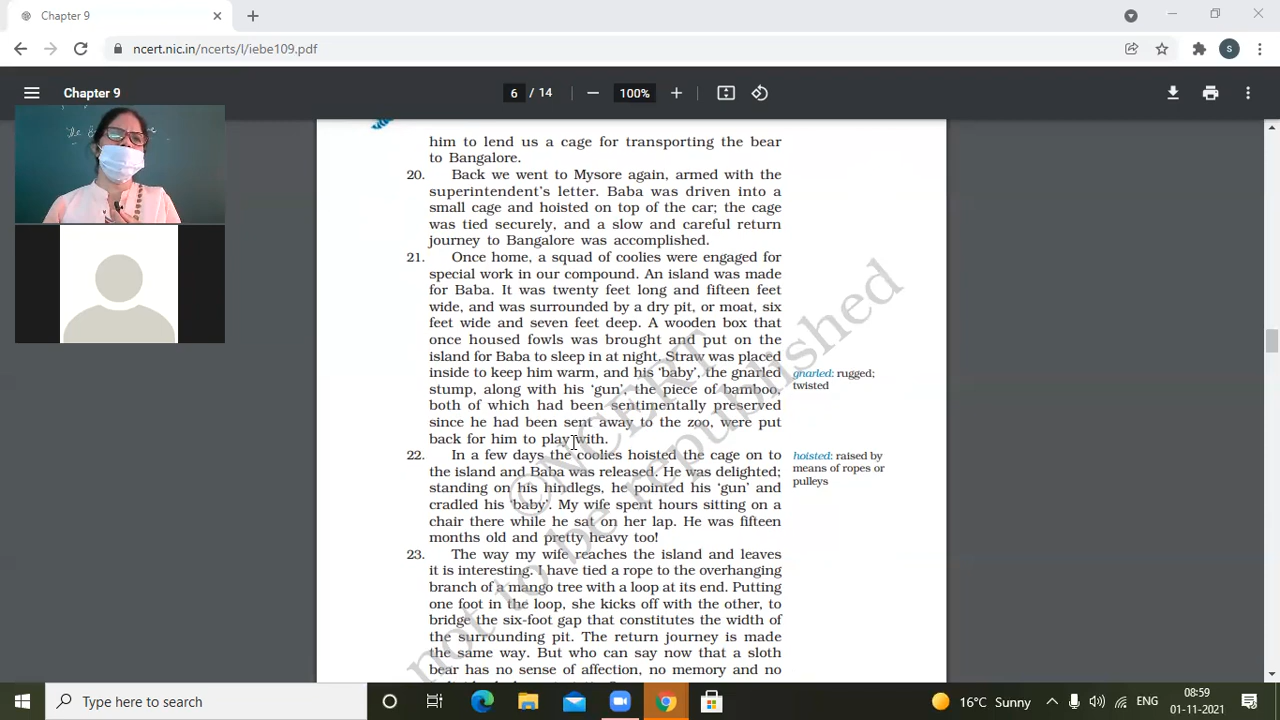 Chapter 9
ncert.nic.in/ncerts/l/iebe109.pdf
S
Chapter 9
6 / 14
100%
him to lend us a cage for transporting the bear
to Bangalore.
20. Back we went to Mysore again, armed with the
superintendent's letter. Baba was driven into a
small cage and hoisted on top of the car; the cage
was tied securely, and a slow and careful return
journey to Bangalore was accomplished.
21. Once home, a squad of coolies were engaged for
special work in our compound. An island was made
for Baba. It was twenty feet long and fifteen feet
wide, and was surrounded by a dry pit, or moat, six
feet wide and seven feet deep. A wooden box that
once housed fowls was brought and put on the
island for Baba to sleep in at night. Straw was placed
inside to keep him warm, and his 'baby', the gnarled
stump, along with his 'gun', the piece of bamboo,
both of which had been sentimentally preserved
since he had been sent away to the zoo, were put
back for him to play with.
gnarled: rugged;
twisted
22. In a few days the coolies hoisted the cage on to
the island and Baba was released. He was delighted;
standing on his hindlegs, he pointed his 'gun' and
cradled his 'baby'. My wife spent hours sitting on a
chair there while he sat on her lap. He was fifteen
months old and pretty heavy too!
hoisted: raised by
means of ropes or
pulleys
23. The way my wife reaches the island and leaves
it is interesting. I have tied a rope to the overhanging
branch of a mango tree with a loop at its end. Putting
one foot in the loop, she kicks off with the other, to
bridge the six-foot gap that constitutes the width of
the surrounding pit. The return journey is made
the same way. But who can say now that a sloth
bear has no sense of affection, no memory and no
©NCERT
not to be republished
Type here to search
16°C Sunny
ENG
08:59
01-11-2021